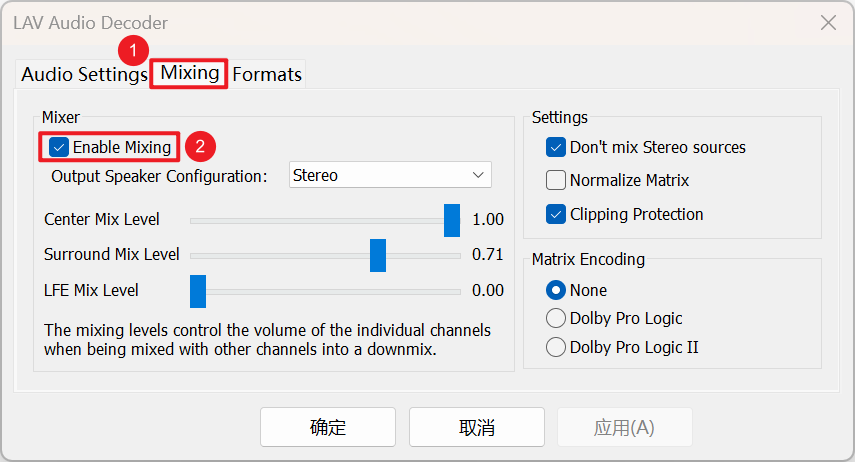 LAV Audio Decoder
1
Audio Settings Mixing Formats
Mixer
Enable Mixing 2
Output Speaker Configuration: Stereo
Center Mix Level 1.00
Surround Mix Level 0.71
LFE Mix Level 0.00
The mixing levels control the volume of the individual channels
when being mixed with other channels into a downmix.
Settings
Don't mix Stereo sources
Normalize Matrix
Clipping Protection
Matrix Encoding
None
Dolby Pro Logic
Dolby Pro Logic II
确定 取消 应用(A)